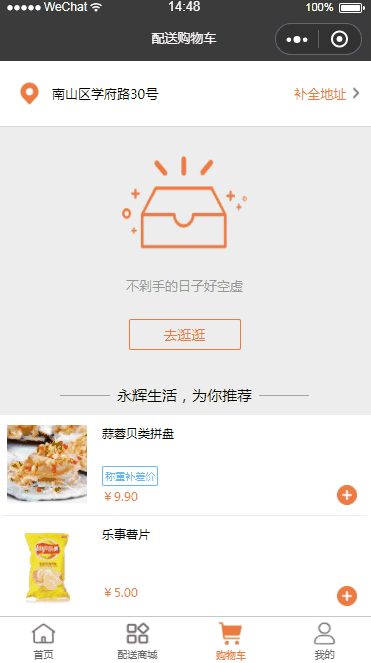 WeChat 14:48 100%
配送购物车
南山区学府路30号 补全地址
不剁手的日子好空虚
去逛逛
永辉生活，为你推荐
蒜蓉贝类拼盘
称重补差价
￥9.90
乐事薯片
￥5.00
首页 配送商城 购物车 我的